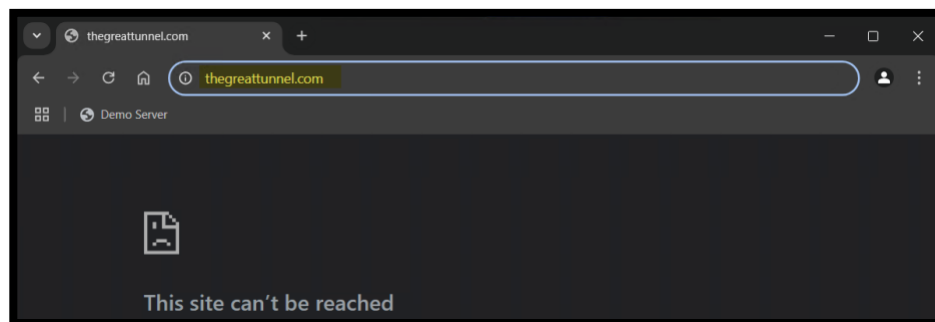 thegreattunnel.com
thegreattunnel.com
Demo Server
This site can't be reached